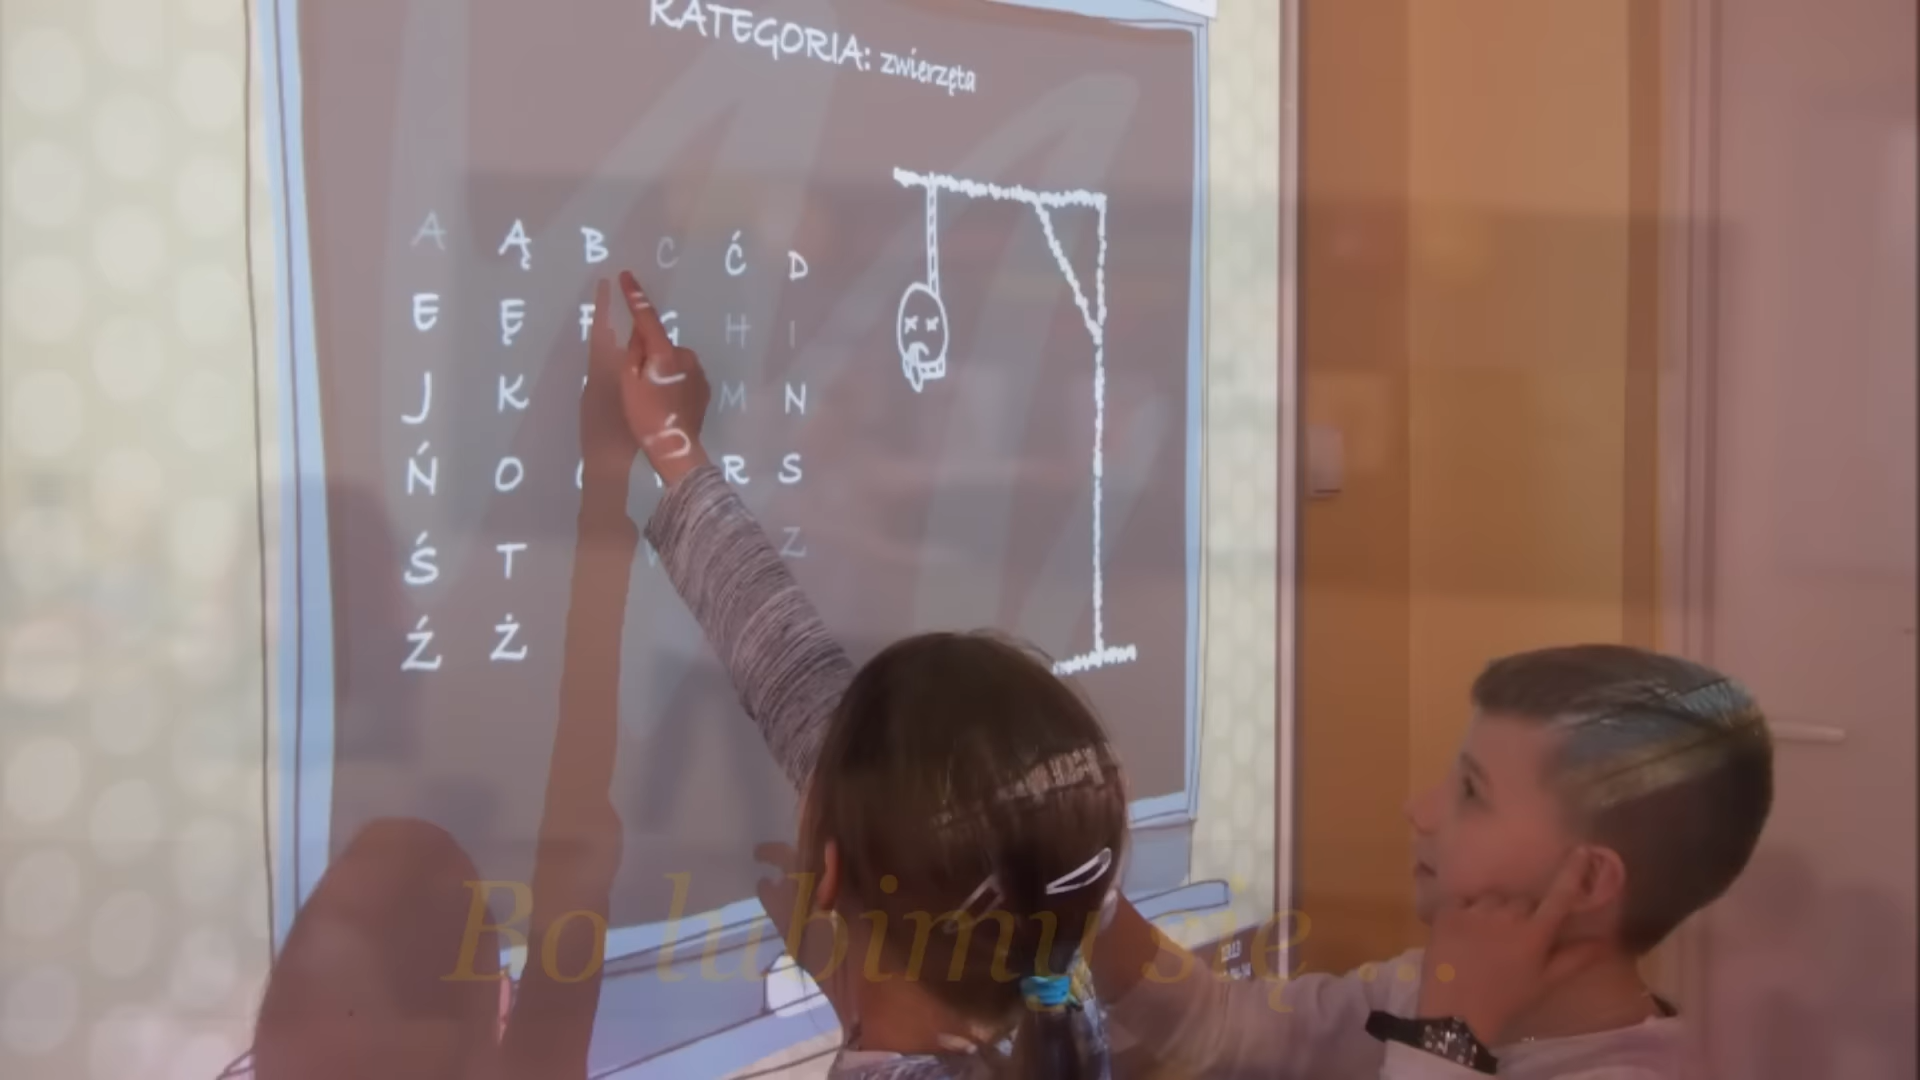 KATEGORIA: zwierzęta
A Ą B C Ć D
E Ę F G H I
J K M N
Ń O R S
Ś T Z
Ź Ż
Bo lubimy się ...